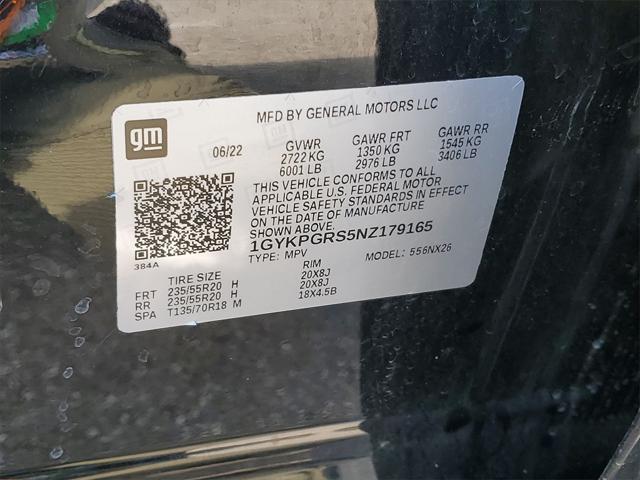 MFD BY GENERAL MOTORS LLC
gm
06/22 GVWR GAWR FRT GAWR RR
2722 KG 1350 KG 1545 KG
6001 LB 2976 LB 3406 LB
THIS VEHICLE CONFORMS TO ALL
APPLICABLE U.S. FEDERAL MOTOR
VEHICLE SAFETY STANDARDS IN EFFECT
ON THE DATE OF MANUFACTURE
SHOWN ABOVE.
384A
1GYKPGRS5NZ179165
TYPE: MPV MODEL: 556NX26
TIRE SIZE RIM
FRT 235/55R20 H 20X8J
RR 235/55R20 H 20X8J
SPA T135/70R18 M 18X4.5B